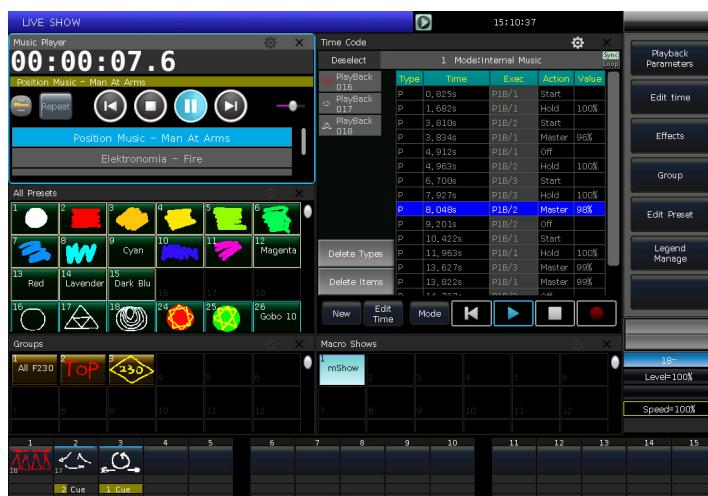 LIVE SHOW
15:10:37
Music Player
00:00:07.6
Position Music - Man At Arms
Repeat
Position Music - Man At Arms
Elektronomia - Fire
Time Code
Deselect
1 Mode:Internal Music
Sync
Loop
PlayBack
016
PlayBack
017
PlayBack
018
Type Time Exec Action Value
P 0,825s P1B/1 Start
P 1,682s P1B/1 Hold 100%
P 3,810s P1B/2 Start
P 3,834s P1B/1 Master 96%
P 4,912s P1B/1 Off
P 4,963s P1B/2 Hold 100%
P 6,700s P1B/3 Start
P 7,927s P1B/3 Hold 100%
P 8,048s P1B/2 Master 98%
P 9,201s P1B/2 Off
P 10,422s P1B/1 Start
P 11,963s P1B/1 Hold 100%
P 13,627s P1B/3 Master 99%
P 13,822s P1B/1 Master 99%
Delete Types
Delete Items
New
Edit
Time
Mode
Playback
Parameters
Edit time
Effects
Group
Edit Preset
Legend
Manage
All Presets
1 2 3 4 5 6
7 8 9 10 11 12
Cyan
Magenta
13 14 15 16 17 18
Red
Lavender
Dark Blu
16 17 18 24 25 26
Gobo 10
Groups
1 2 3 4 5 6
All F230
TOP
230
7 8 9 10 11 12
Macro Shows
1 2 3 4 5 6
mShow
7 8 9 10 11 12
18-
Level=100%
Speed=100%
1 2 3 4 5 6 7 8 9 10 11 12 13 14 15
16 17
2 Cue
1 Cue